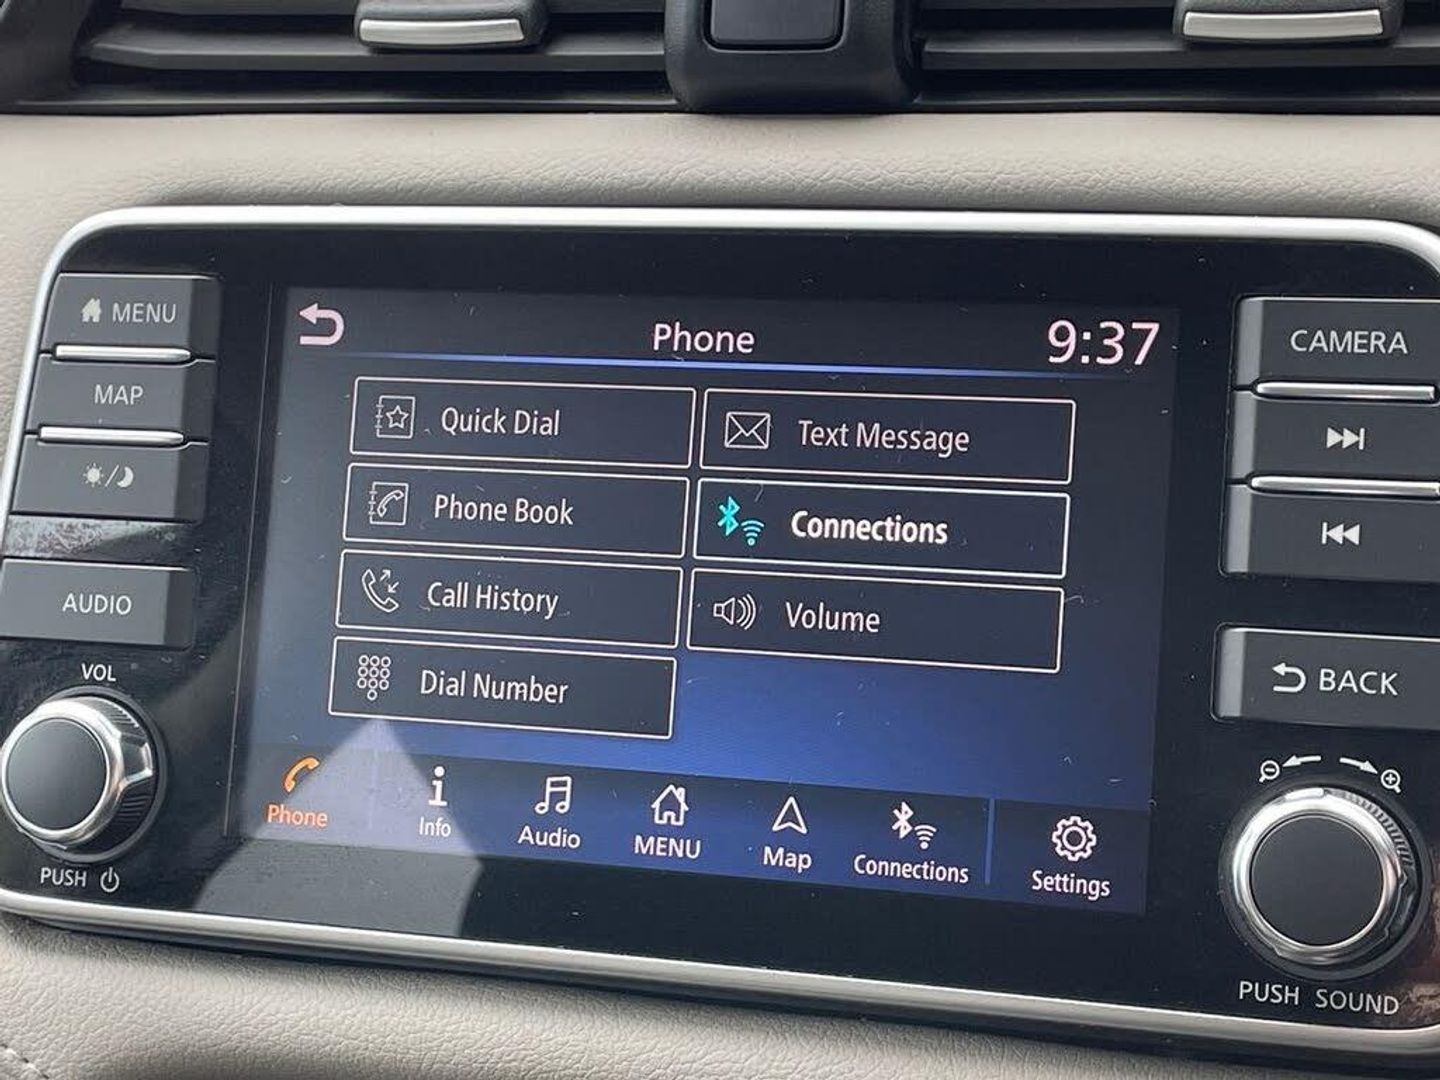 MENU
MAP
AUDIO
VOL
PUSH
Phone
9:37
Quick Dial
Text Message
Phone Book
Connections
Call History
Volume
Dial Number
Phone
Info
Audio
MENU
Map
Connections
Settings
CAMERA
BACK
PUSH SOUND